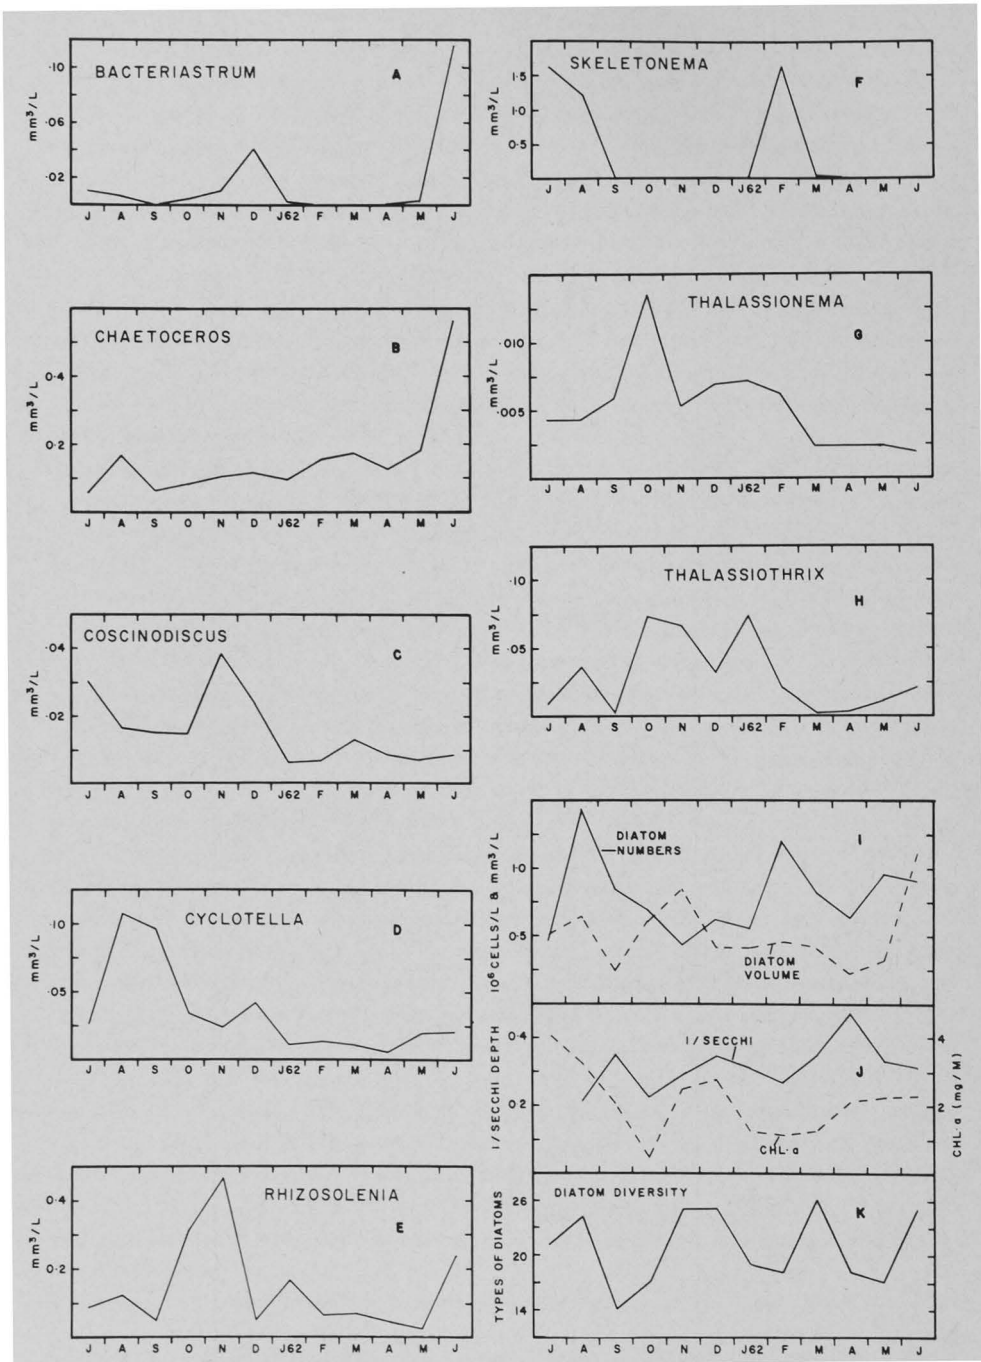 BACTERIASTRUM A
mm³/L
·10
·06
·02
J A S O N D J62 F M A M J
CHAETOCEROS B
mm³/L
0·4
0·2
J A S O N D J62 F M A M J
COSCINODISCUS C
mm³/L
·04
·02
J A S O N D J62 F M A M J
CYCLOTELLA D
mm³/L
·10
·05
J A S O N D J62 F M A M J
RHIZOSOLENIA E
mm³/L
0·4
0·2
J A S O N D J62 F M A M J
SKELETONEMA F
mm³/L
1·5
1·0
0·5
J A S O N D J62 F M A M J
THALASSIONEMA G
mm³/L
·010
·005
J A S O N D J62 F M A M J
THALASSIOTHRIX H
mm³/L
·10
·05
J A S O N D J62 F M A M J
10⁶ CELLS/L & mm³/L
1·0
0·5
DIATOM
NUMBERS
I
DIATOM
VOLUME
1/SECCHI DEPTH
0·4
0·2
1/SECCHI
J
CHL·a
4
2
CHL·a (mg/M)
TYPES OF DIATOMS
DIATOM DIVERSITY
K
26
20
14
J A S O N D J62 F M A M J